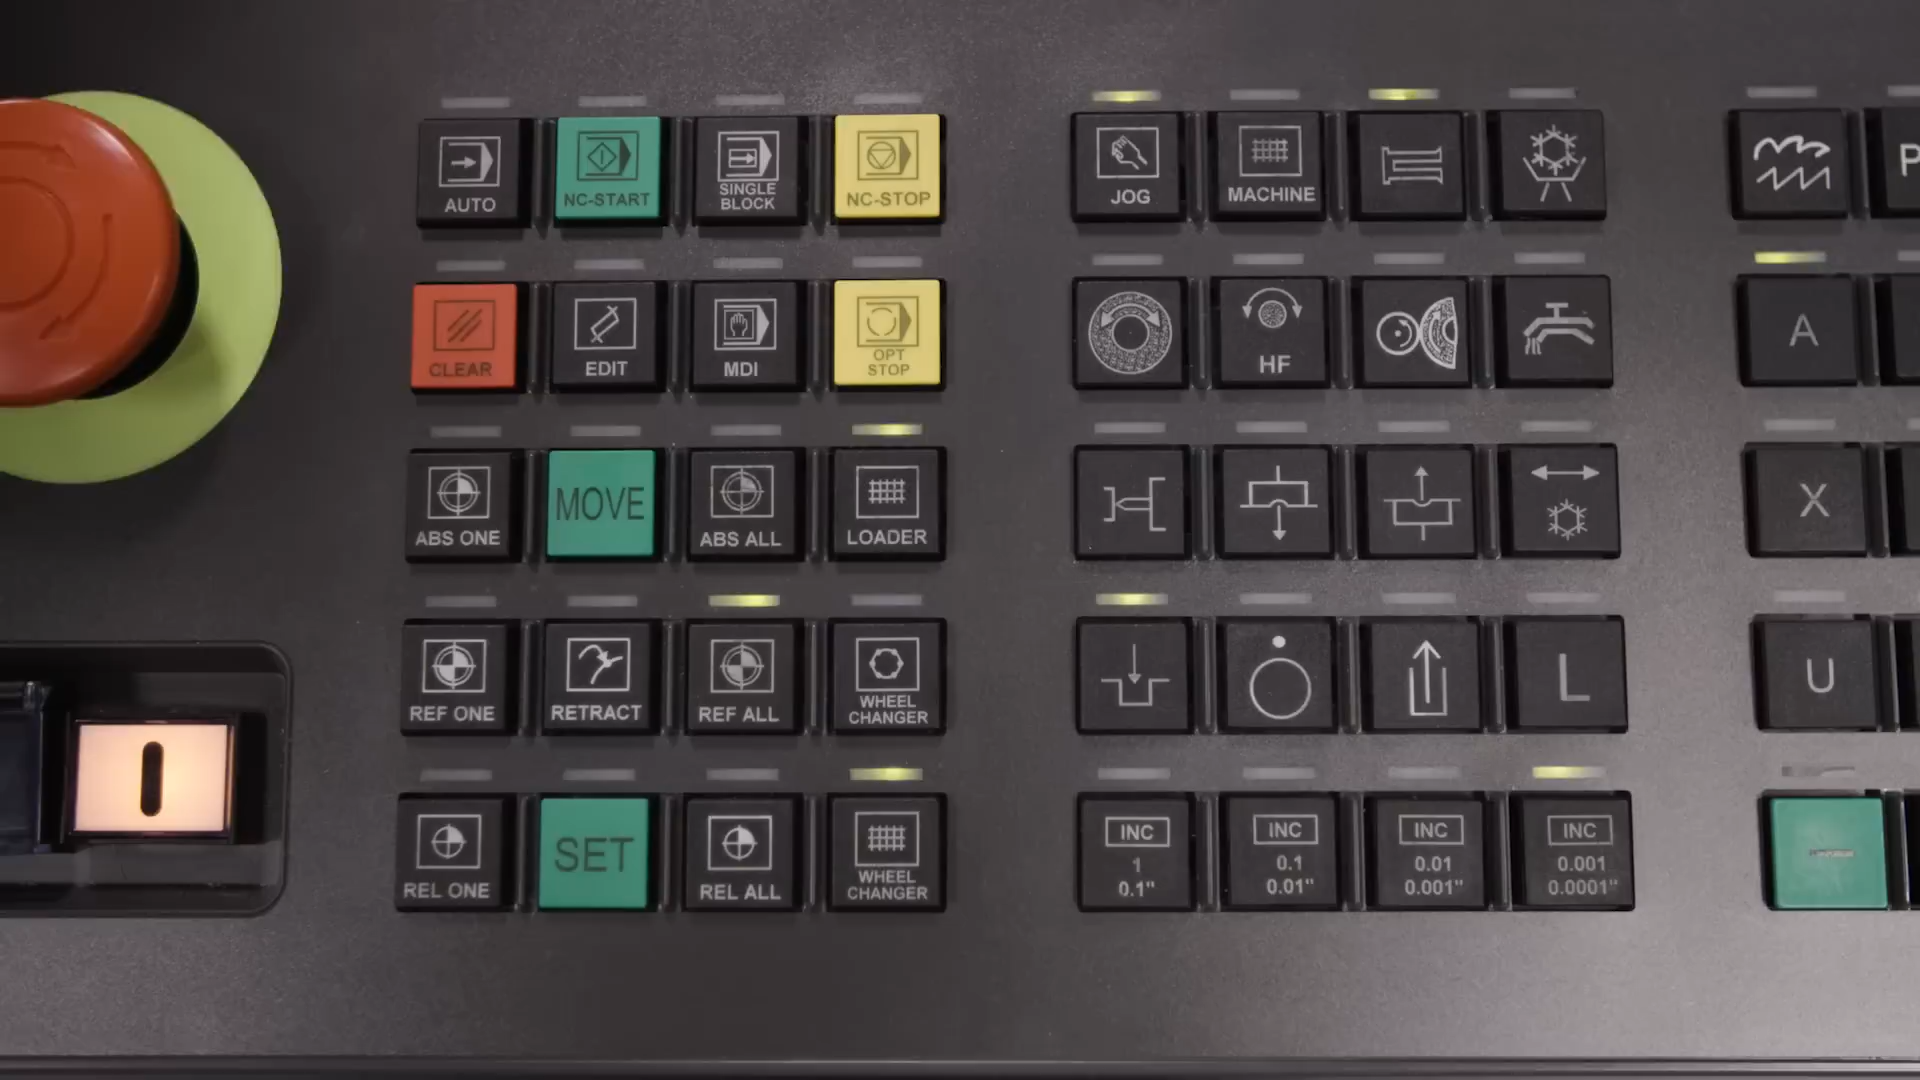 AUTO
NC-START
SINGLE
BLOCK
NC-STOP
JOG
MACHINE
P
CLEAR
EDIT
MDI
OPT
STOP
HF
A
ABS ONE
MOVE
ABS ALL
LOADER
X
REF ONE
RETRACT
REF ALL
WHEEL
CHANGER
L
U
REL ONE
SET
REL ALL
WHEEL
CHANGER
INC
1
0.1"
INC
0.1
0.01"
INC
0.01
0.001"
INC
0.001
0.0001"